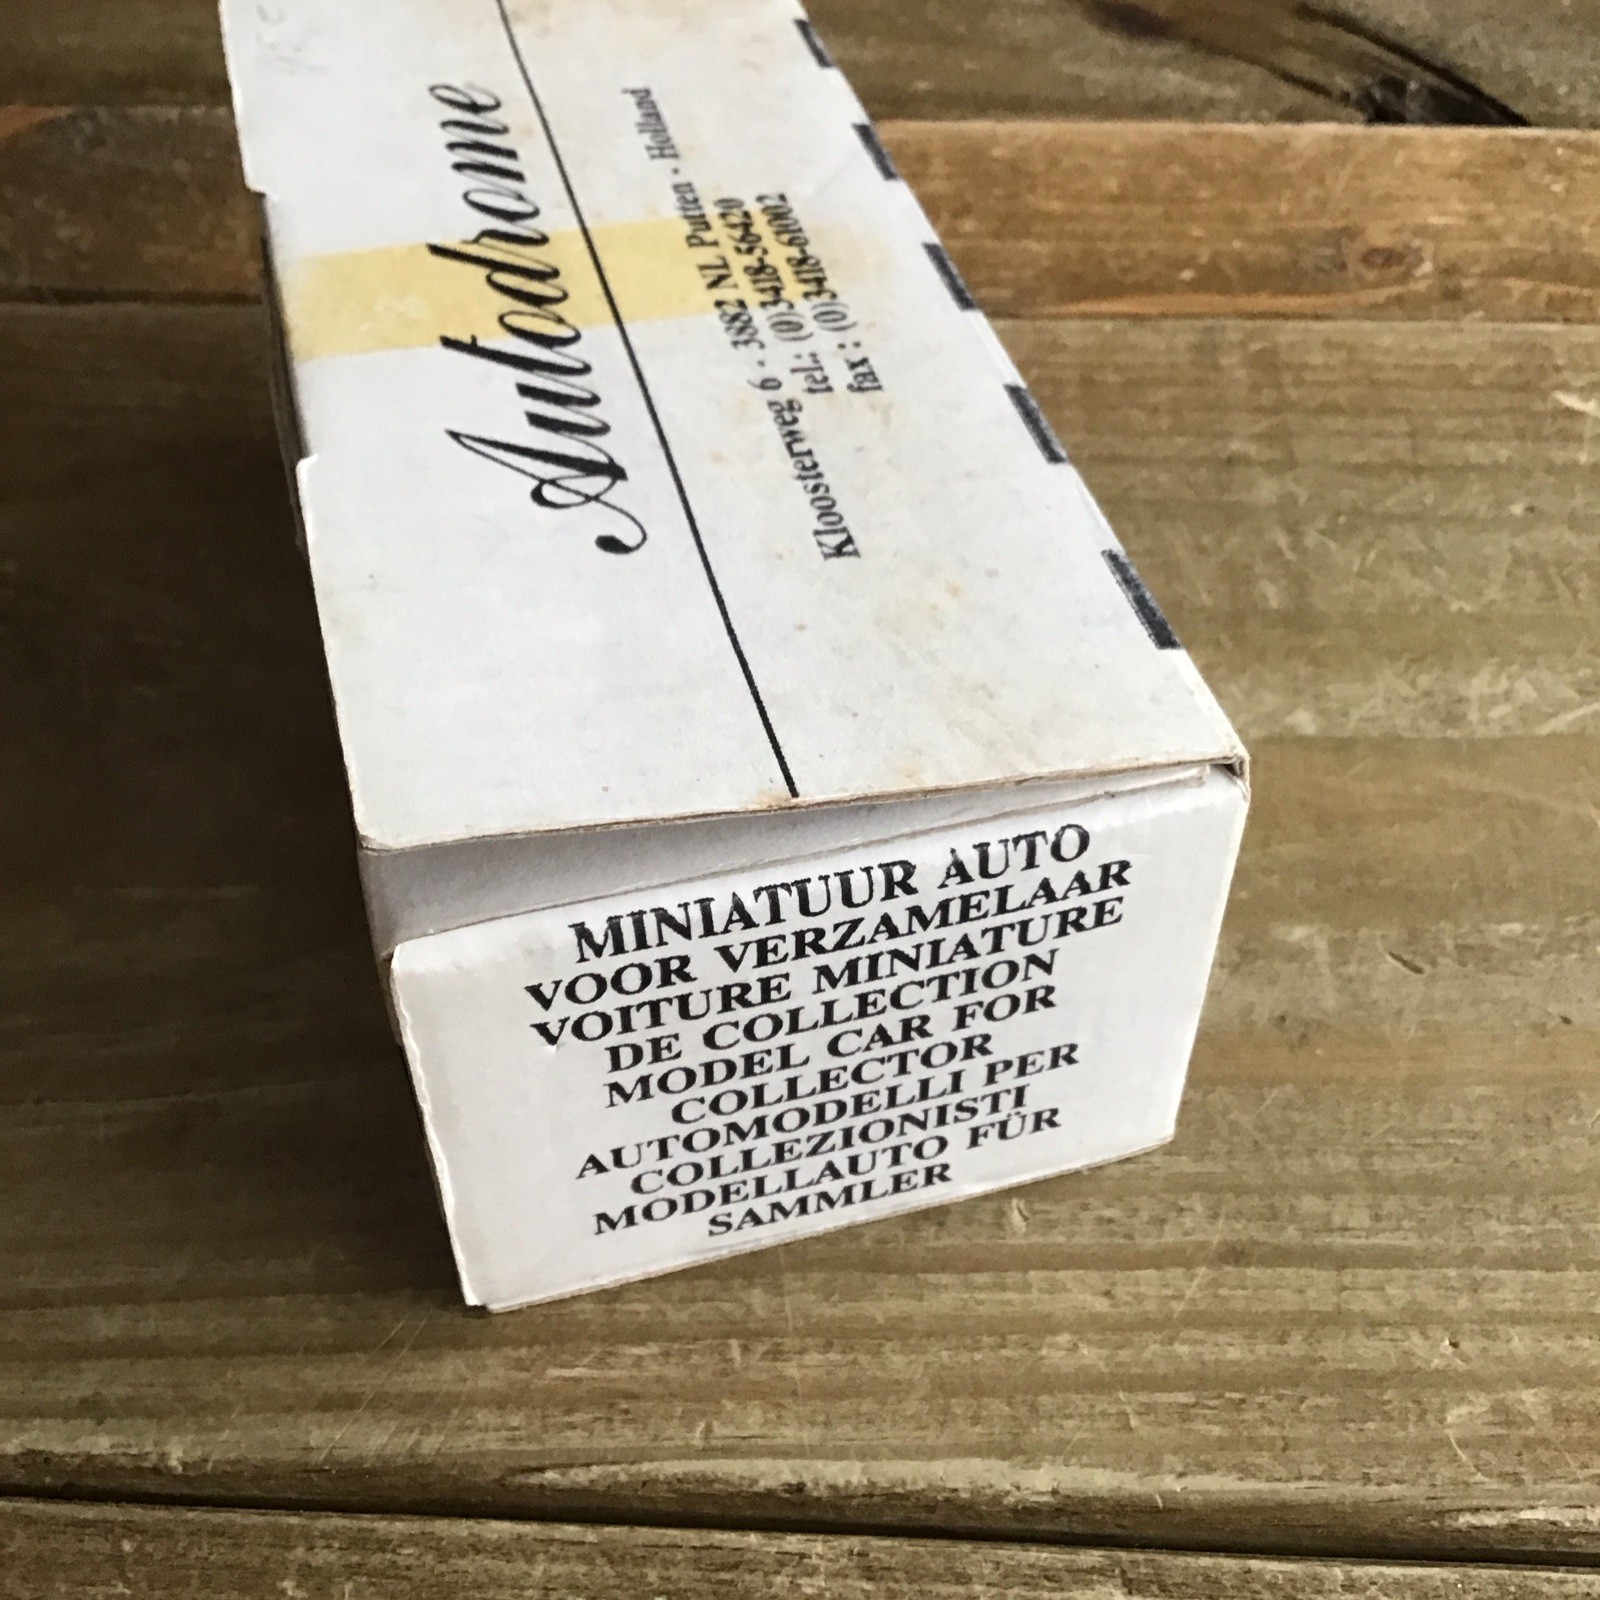 Autodrome
Kloosterweg 6 - 3882 NL Putten - Holland
tel.: (0)3418-56420
fax : (0)3418-61002
MINIATUUR AUTO
VOOR VERZAMELAAR
VOITURE MINIATURE
DE COLLECTION
MODEL CAR FOR
COLLECTOR
AUTOMODELLI PER
COLLEZIONISTI
MODELLAUTO FÜR
SAMMLER